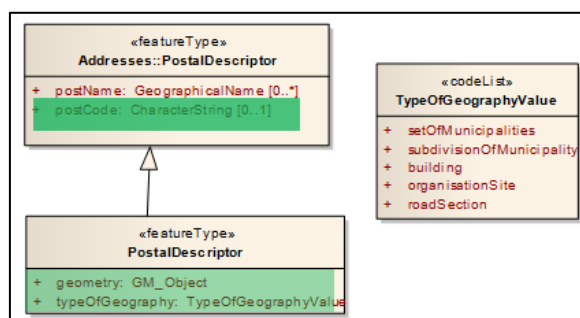 «featureType»
Addresses::PostalDescriptor
+ postName: GeographicalName [0..*]
+ postCode: CharacterString [0..1]
«codeList»
TypeOfGeographyValue
+ setOfMunicipalities
+ subdivisionOfMunicipality
+ building
+ organisationSite
+ roadSection
«featureType»
PostalDescriptor
+ geometry: GM_Object
+ typeOfGeography: TypeOfGeographyValue